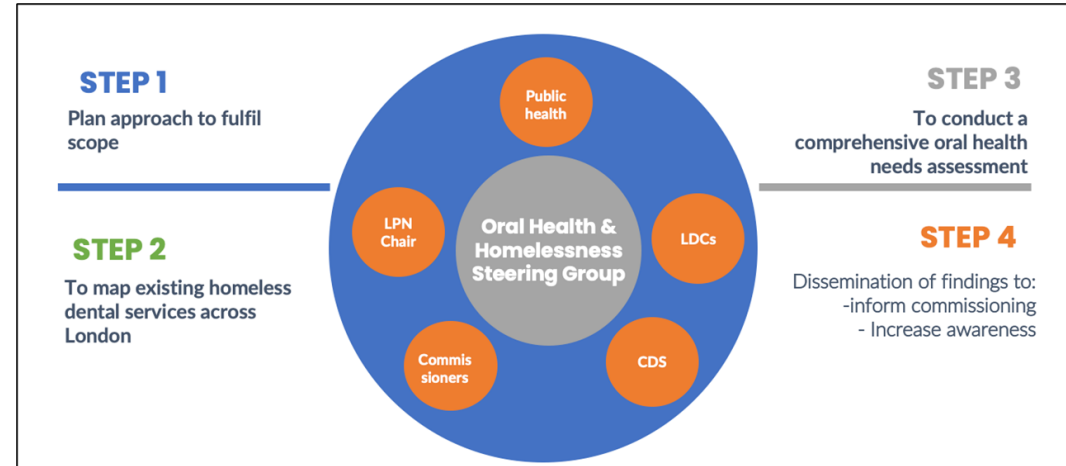 STEP 1
Plan approach to fulfil
scope
STEP 2
To map existing homeless
dental services across
London
Public
health
LPN
Chair
Oral Health &
Homelessness
Steering Group
LDCs
Commis
sioners
CDS
STEP 3
To conduct a
comprehensive oral health
needs assessment
STEP 4
Dissemination of findings to:
-inform commissioning
- Increase awareness